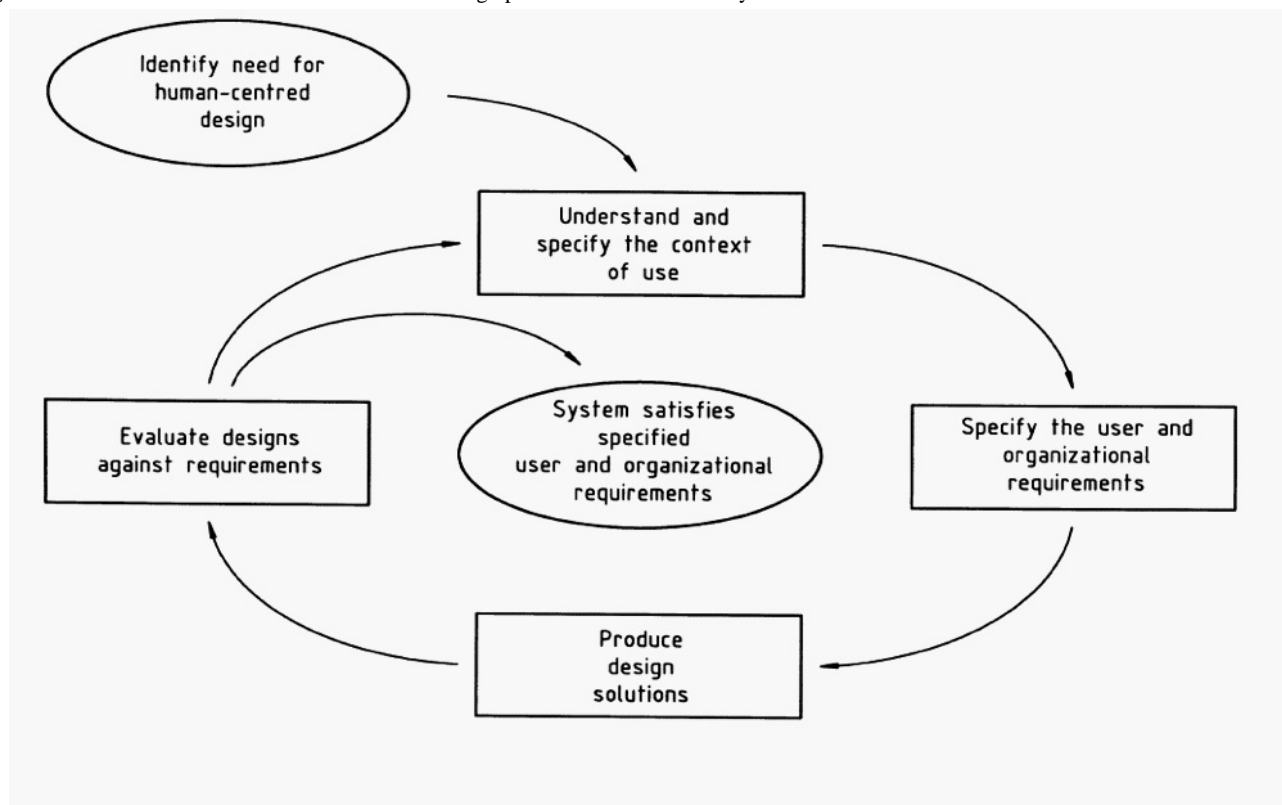 Identify need for
human-centred
design
Understand and
specify the context
of use
Evaluate designs
against requirements
System satisfies
specified
user and organizational
requirements
Specify the user and
organizational
requirements
Produce
design
solutions